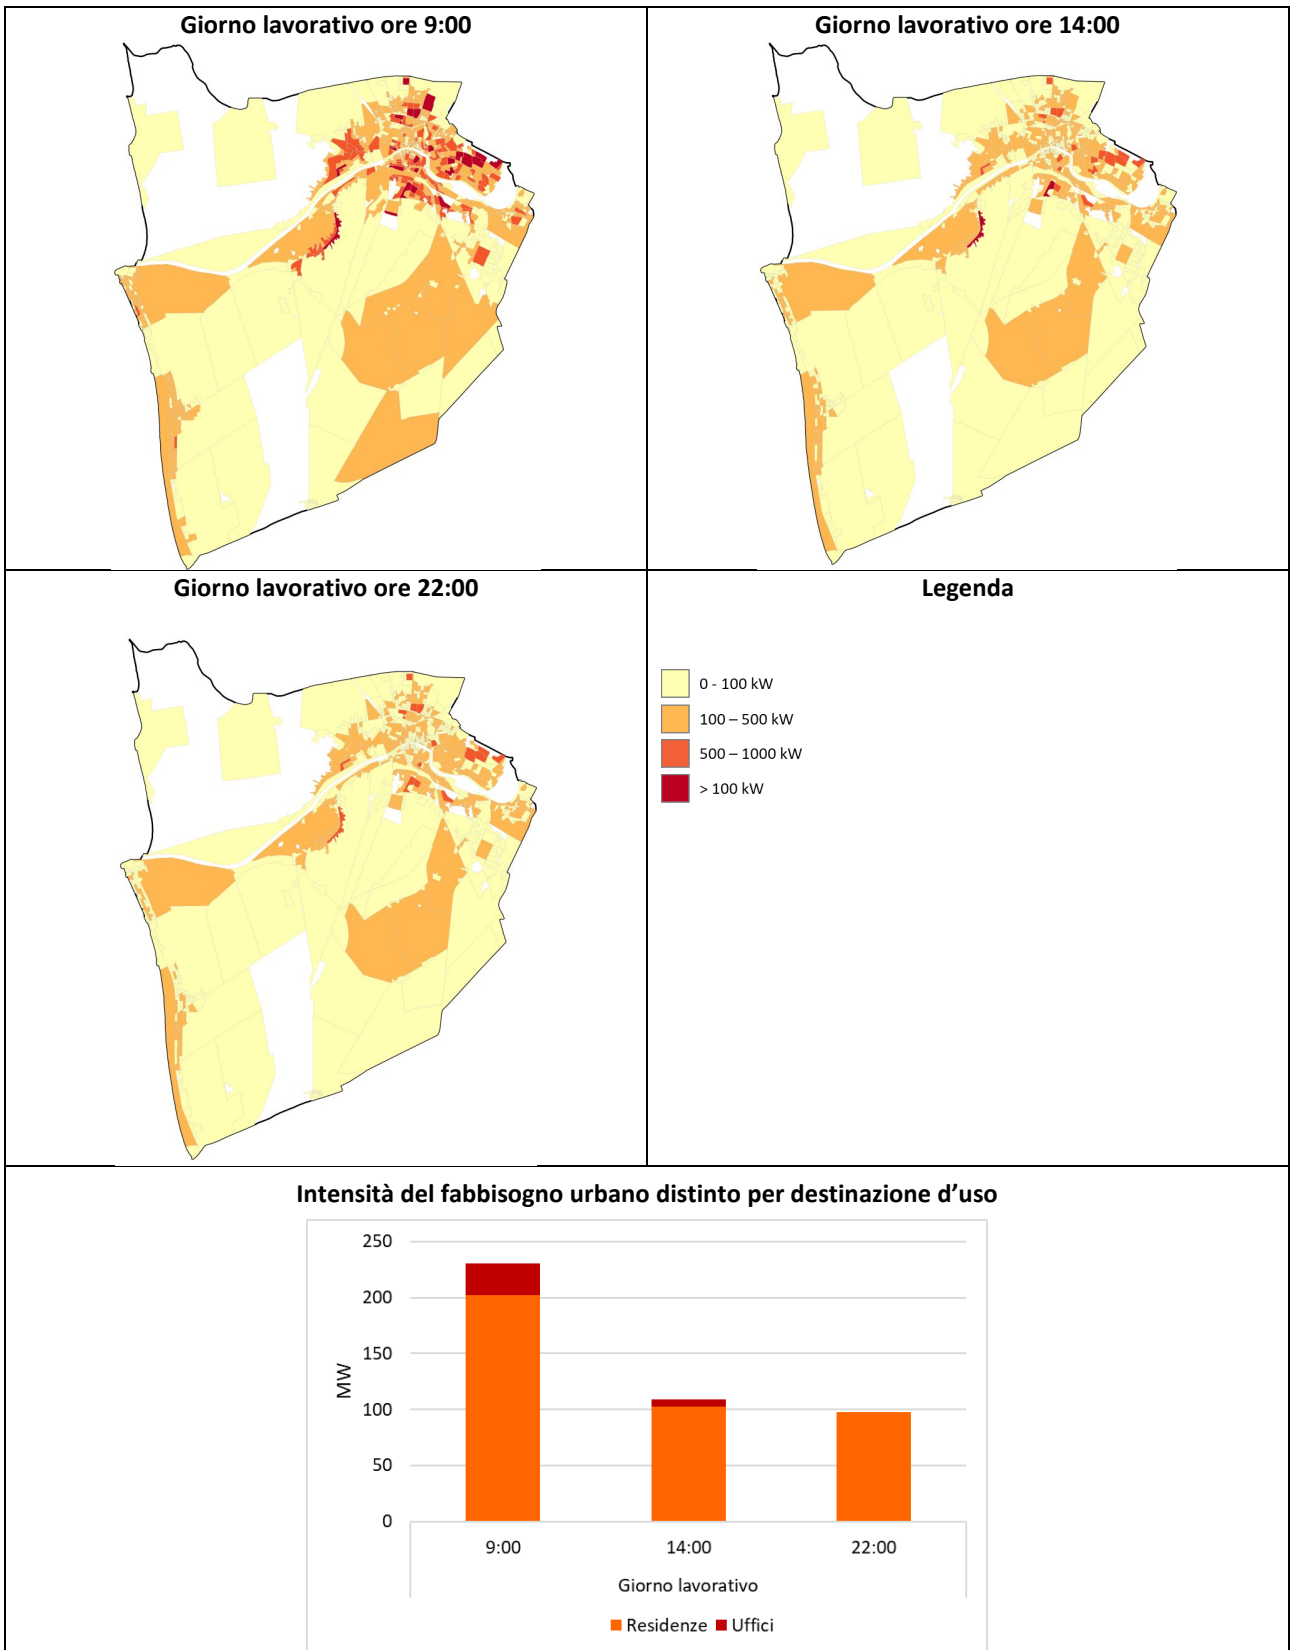 Giorno lavorativo ore 9:00
Giorno lavorativo ore 14:00
Giorno lavorativo ore 22:00
Legenda
0 - 100 kW
100 – 500 kW
500 – 1000 kW
> 100 kW
Intensità del fabbisogno urbano distinto per destinazione d’uso
250
200
150
100
50
0
MW
9:00
14:00
22:00
Giorno lavorativo
Residenze
Uffici